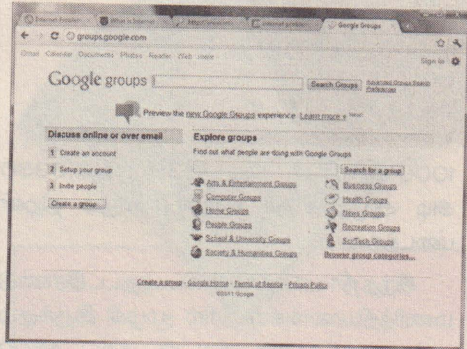 groups.google.com
Gmail Calendar Documents Photos Reader Web more
Sign in
Google groups
Search Groups
Advanced Groups Search
Preferences
Preview the new Google Groups experience Learn more » New!
Discuss online or over email
1 Create an account
2 Setup your group
3 Invite people
Create a group
Explore groups
Find out what people are doing with Google Groups
Search for a group
Arts & Entertainment Groups
Computer Groups
Home Groups
People Groups
School & University Groups
Society & Humanities Groups
Business Groups
Health Groups
News Groups
Recreation Groups
Sci/Tech Groups
Browse group categories...
Create a group - Google Home - Terms of Service - Privacy Policy
©2011 Google